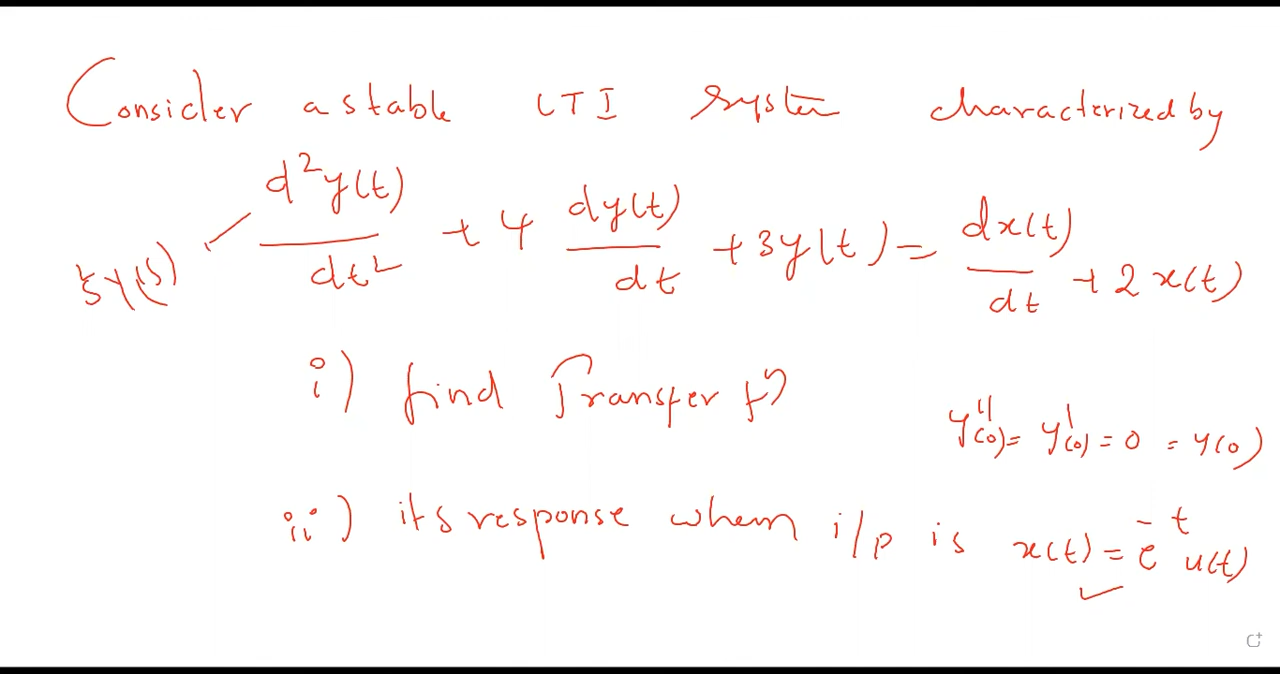 Consider a stable LTI system characterized by
s²Y(s) d²y(t)/dt² + 4 dy(t)/dt + 3y(t) = dx(t)/dt + 2x(t)
i) find Transfer fn
y''(0) = y'(0) = 0 = y(0)
ii) its response when i/p is x(t) = e^-t u(t)